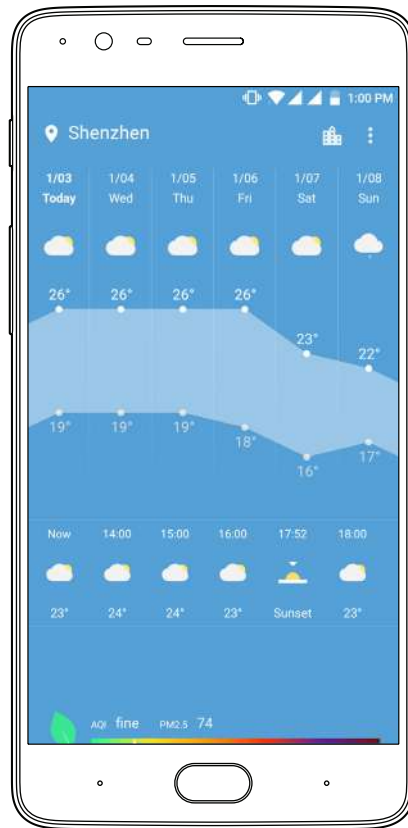 1:00 PM
Shenzhen
1/03 1/04 1/05 1/06 1/07 1/08
Today Wed Thu Fri Sat Sun
26° 26° 26° 26° 23° 22°
19° 19° 19° 18° 16° 17°
Now 14:00 15:00 16:00 17:52 18:00
23° 24° 24° 23° Sunset 23°
AQI fine PM2.5 74